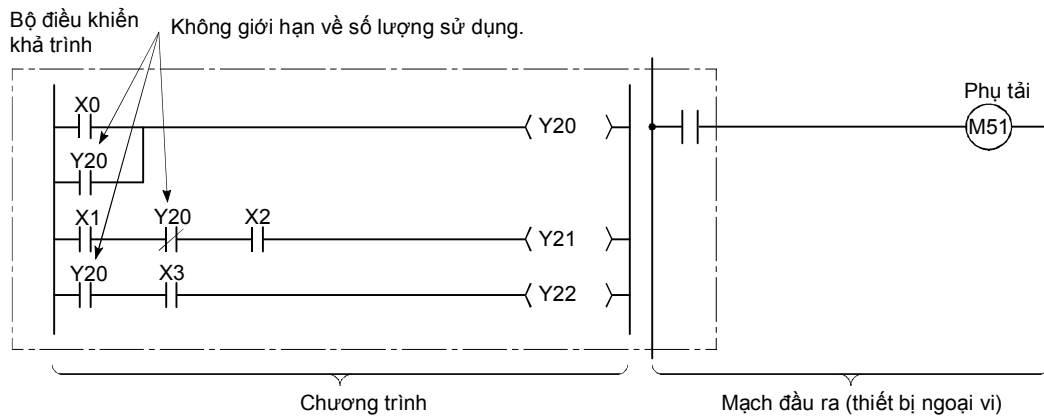 Bộ điều khiển
khả trình
Không giới hạn về số lượng sử dụng.
Phụ tải
X0
Y20
M51
Y20
X1
Y20
X2
Y21
Y20
X3
Y22
Chương trình
Mạch đầu ra (thiết bị ngoại vi)